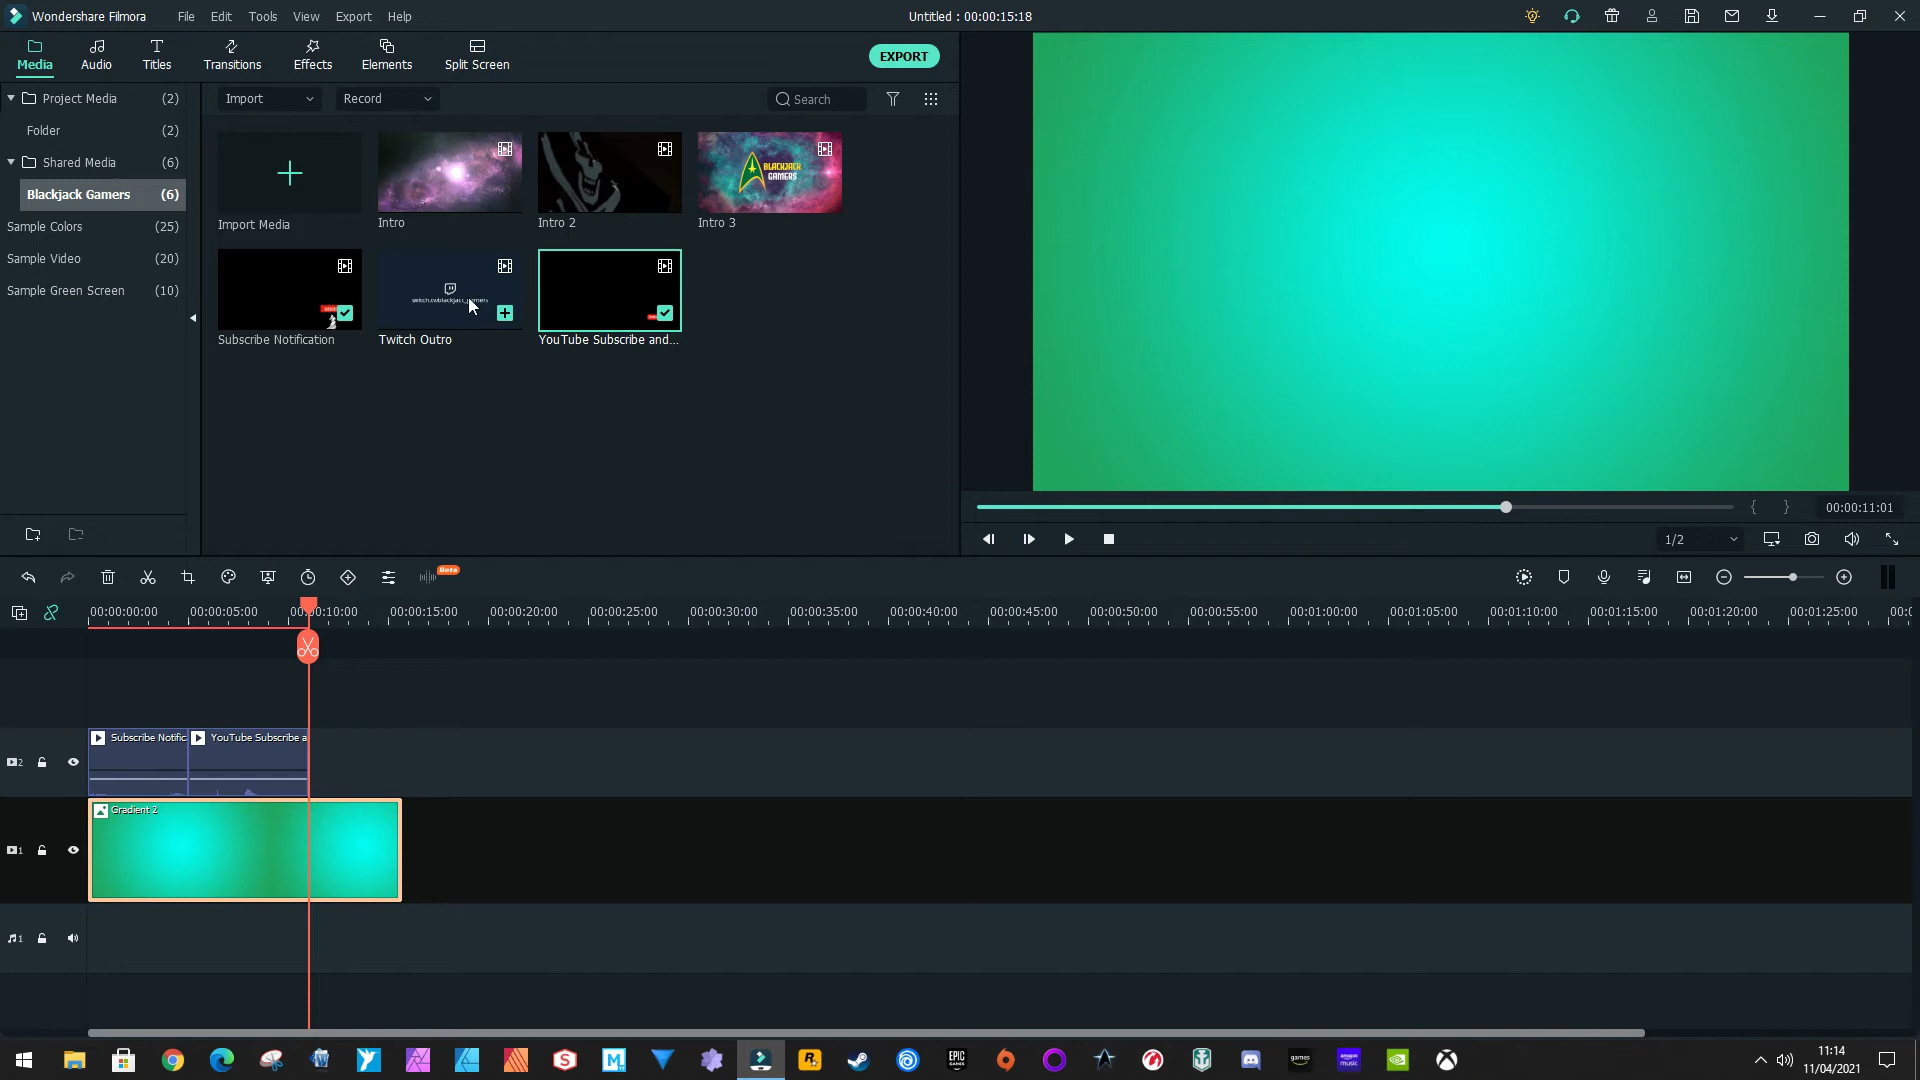 Wondershare Filmora File Edit Tools View Export Help Untitled : 00:00:15:18
Media Audio Titles Transitions Effects Elements Split Screen EXPORT
Project Media (2)
Import Record Search
Folder (2)
Shared Media (6)
Blackjack Gamers (6)
Sample Colors (25)
Sample Video (20)
Sample Green Screen (10)
BLACKJACK
GAMERS
Import Media Intro Intro 2 Intro 3
Subscribe Notification Twitch Outro YouTube Subscribe and...
00:00:11:01
1/2
Beta
00:00:00:00 00:00:05:00 00:00:10:00 00:00:15:00 00:00:20:00 00:00:25:00 00:00:30:00 00:00:35:00 00:00:40:00 00:00:45:00 00:00:50:00 00:00:55:00 00:01:00:00 00:01:05:00 00:01:10:00 00:01:15:00 00:01:20:00 00:01:25:00 00:0
Subscribe Notific YouTube Subscribe a
2
Gradient 2
1
1
11:14
11/04/2021